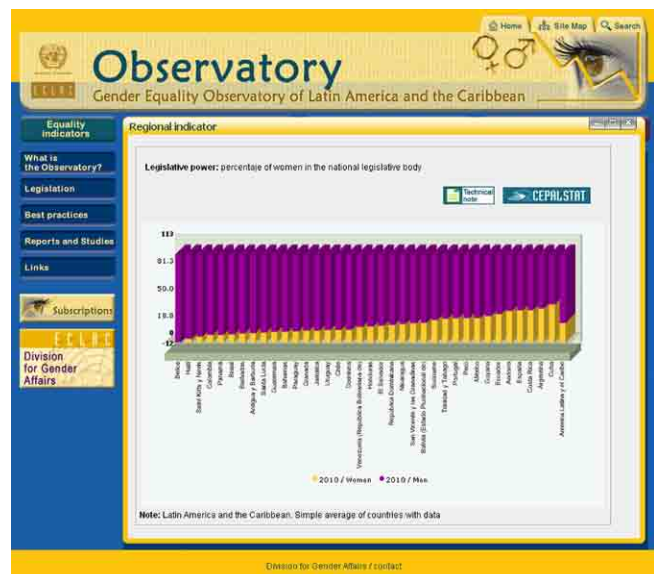 Home
Site Map
Search
ECLAC
Observatory
Gender Equality Observatory of Latin America and the Caribbean
Equality
indicators
What is
the Observatory?
Legislation
Best practices
Reports and Studies
Links
Subscriptions
ECLAC
Division
for Gender
Affairs
Regional indicator
Legislative power: percentaje of women in the national legislative body
Technical
note
CEPALSTAT
81.3
50.0
18.8
-12
Belice
Haití
Saint Kitts y Nevis
Colombia
Panamá
Brasil
Barbados
Antigua y Barbuda
Santa Lucía
Guatemala
Bahamas
Paraguay
Granada
Jamaica
Uruguay
Chile
Dominica
Venezuela (República Bolivariana de)
Honduras
El Salvador
República Dominicana
Nicaragua
San Vicente y las Granadinas
Bolivia (Estado Plurinacional de)
Suriname
Trinidad y Tabago
Portugal
Perú
México
Guyana
Ecuador
Andorra
España
Costa Rica
Argentina
Cuba
América Latina y el Caribe
2010 / Women
2010 / Men
Note: Latin America and the Caribbean. Simple average of countries with data
Division for Gender Affairs / contact